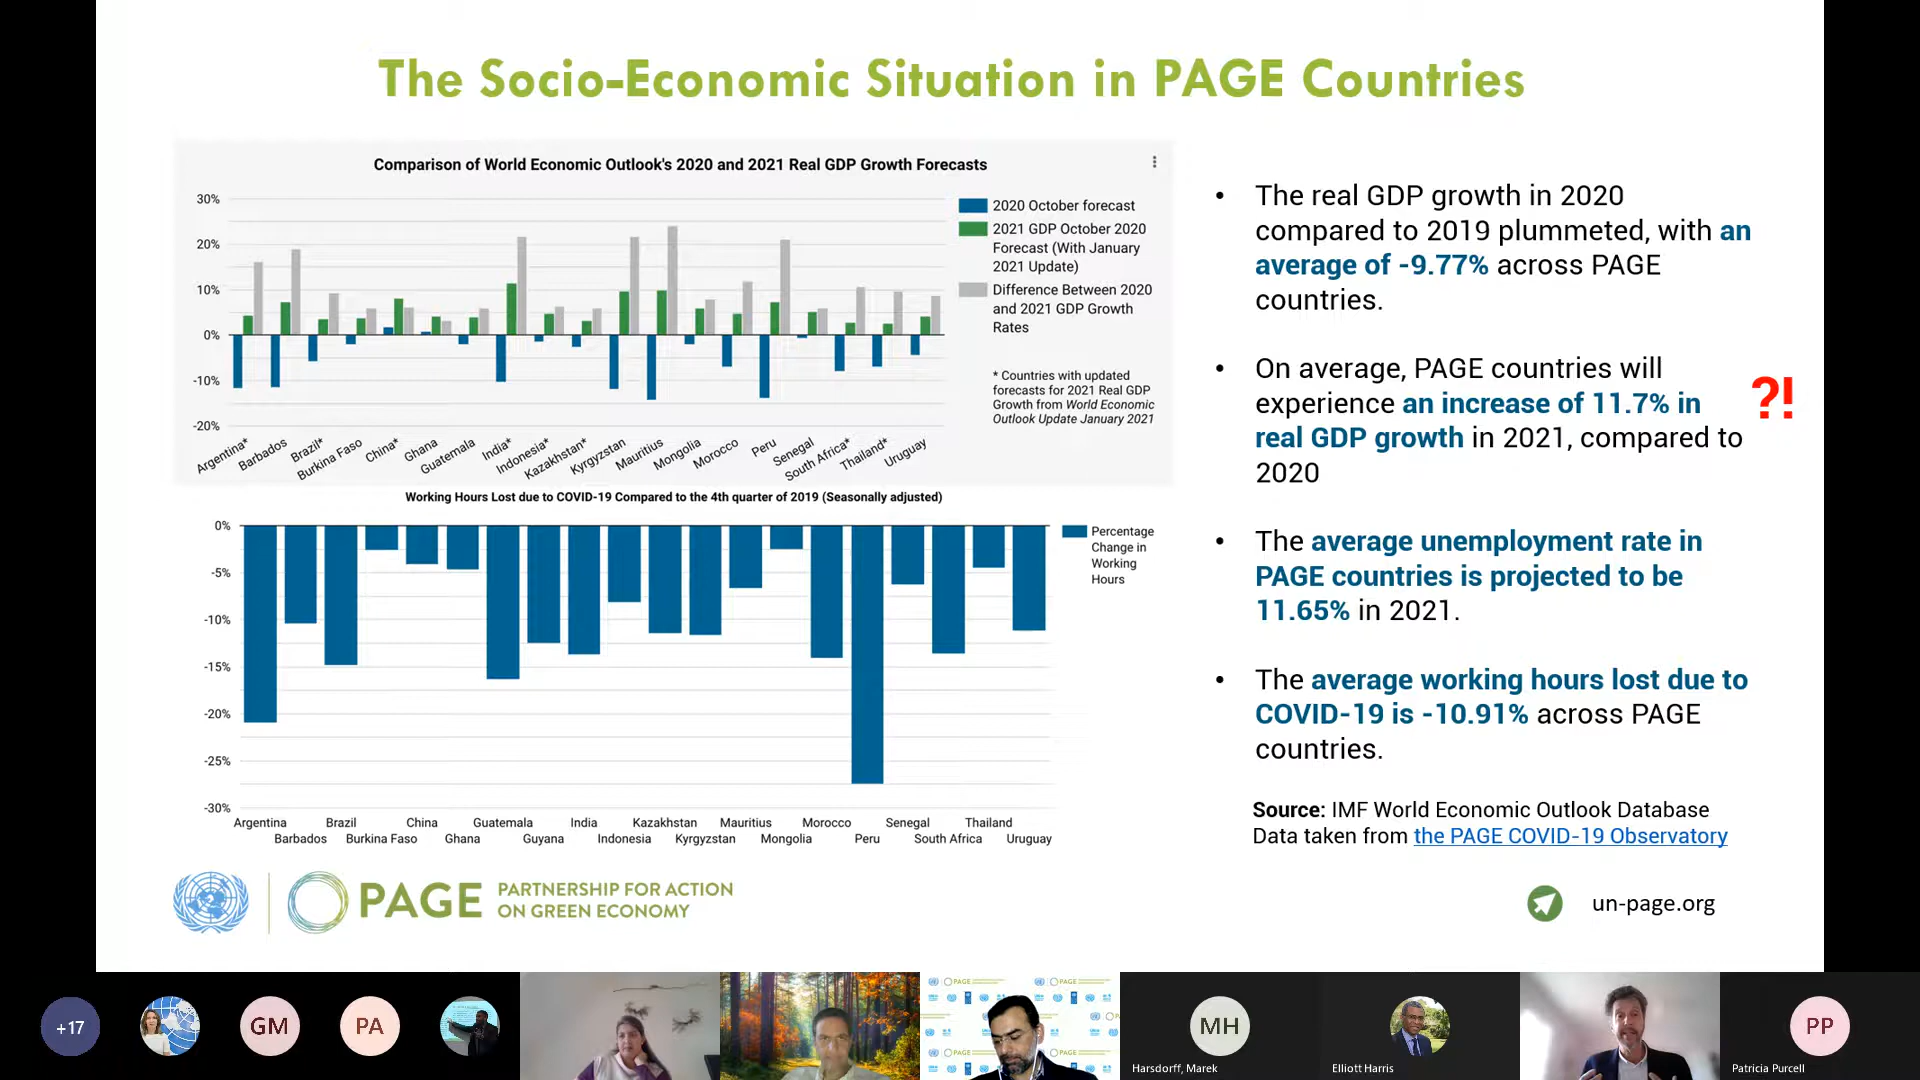 The Socio-Economic Situation in PAGE Countries
Comparison of World Economic Outlook's 2020 and 2021 Real GDP Growth Forecasts
30%
20%
10%
0%
-10%
-20%
Argentina*
Barbados
Brazil*
Burkina Faso
China*
Ghana
Guatemala
India*
Indonesia*
Kazakhstan*
Kyrgyzstan
Mauritius
Mongolia
Morocco
Peru
Senegal
South Africa*
Thailand*
Uruguay
2020 October forecast
2021 GDP October 2020
Forecast (With January
2021 Update)
Difference Between 2020
and 2021 GDP Growth
Rates
* Countries with updated
forecasts for 2021 Real GDP
Growth from World Economic
Outlook Update January 2021
Working Hours Lost due to COVID-19 Compared to the 4th quarter of 2019 (Seasonally adjusted)
0%
-5%
-10%
-15%
-20%
-25%
-30%
Argentina
Barbados
Brazil
Burkina Faso
China
Ghana
Guatemala
Guyana
India
Indonesia
Kazakhstan
Kyrgyzstan
Mauritius
Mongolia
Morocco
Peru
Senegal
South Africa
Thailand
Uruguay
Percentage
Change in
Working
Hours
• The real GDP growth in 2020
compared to 2019 plummeted, with an
average of -9.77% across PAGE
countries.
• On average, PAGE countries will
experience an increase of 11.7% in
real GDP growth in 2021, compared to
2020
?!
• The average unemployment rate in
PAGE countries is projected to be
11.65% in 2021.
• The average working hours lost due to
COVID-19 is -10.91% across PAGE
countries.
Source: IMF World Economic Outlook Database
Data taken from the PAGE COVID-19 Observatory
PAGE
PARTNERSHIP FOR ACTION
ON GREEN ECONOMY
un-page.org
+17
GM
PA
PAGE
PAGE
PAGE
PAGE
MH
Harsdorff, Marek
Elliott Harris
PP
Patricia Purcell